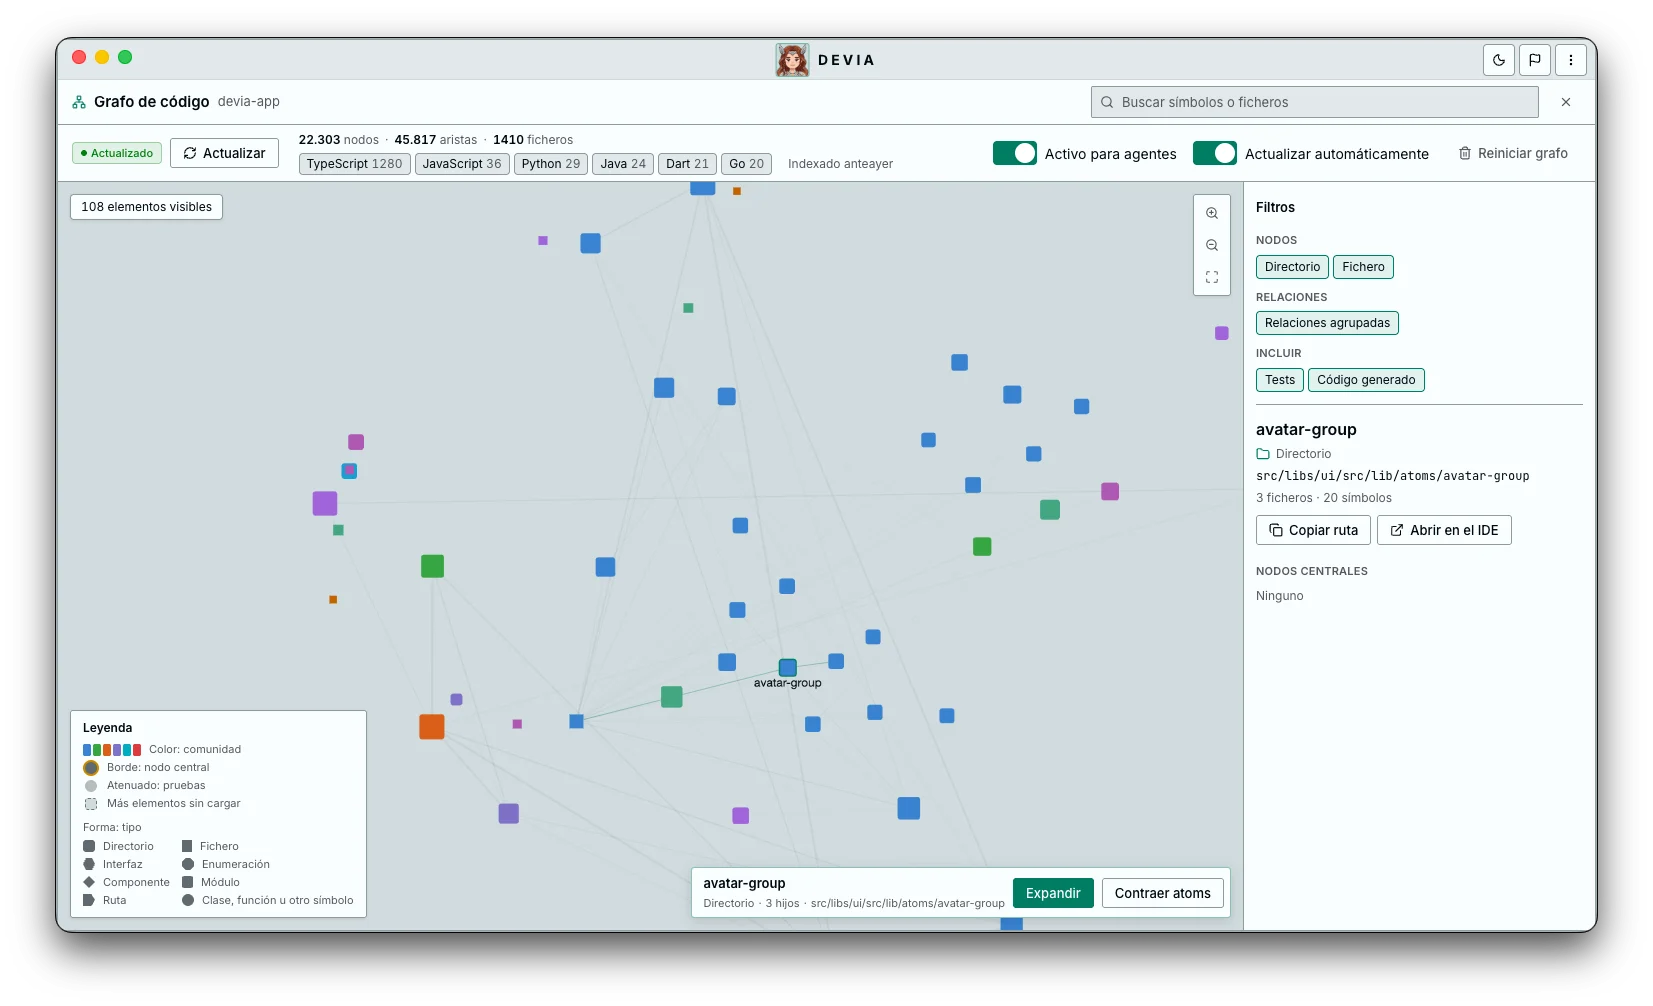 DEVIA
Grafo de código devia-app
Buscar símbolos o ficheros
Actualizado
Actualizar
22.303 nodos · 45.817 aristas · 1410 ficheros
TypeScript 1280 JavaScript 36 Python 29 Java 24 Dart 21 Go 20 Indexado anteayer
Activo para agentes
Actualizar automáticamente
Reiniciar grafo
108 elementos visibles
avatar-group
Leyenda
Color: comunidad
Borde: nodo central
Atenuado: pruebas
Más elementos sin cargar
Forma: tipo
Directorio Fichero
Interfaz Enumeración
Componente Módulo
Ruta Clase, función u otro símbolo
avatar-group
Directorio · 3 hijos · src/libs/ui/src/lib/atoms/avatar-group
Expandir
Contraer atoms
Filtros
NODOS
Directorio Fichero
RELACIONES
Relaciones agrupadas
INCLUIR
Tests Código generado
avatar-group
Directorio
src/libs/ui/src/lib/atoms/avatar-group
3 ficheros · 20 símbolos
Copiar ruta Abrir en el IDE
NODOS CENTRALES
Ninguno